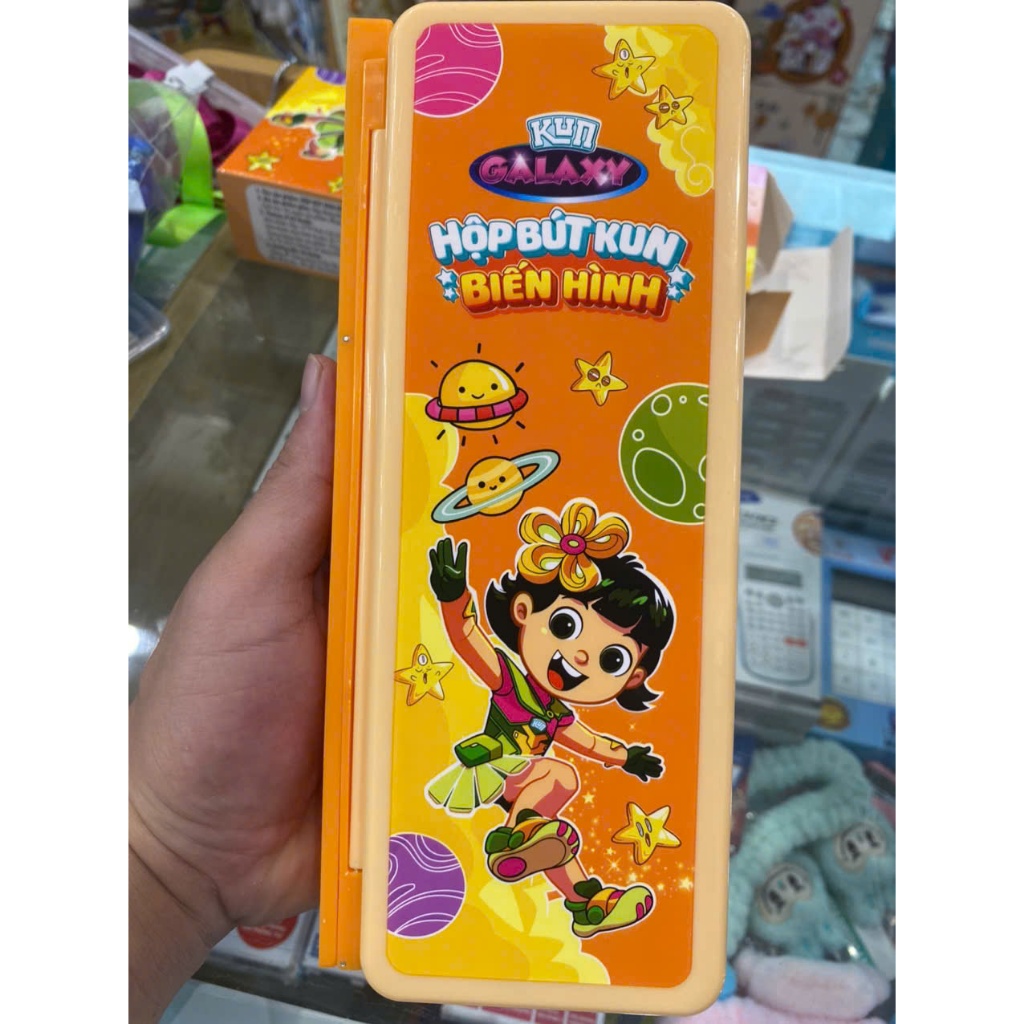 KUN
GALAXY
HỘP BÚT KUN
BIẾN HÌNH